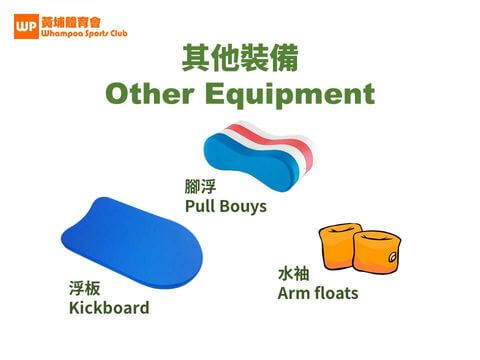 WP 黃埔體育會
Whampoa Sports Club
其他裝備
Other Equipment
腳浮
Pull Bouys
浮板
Kickboard
水袖
Arm floats